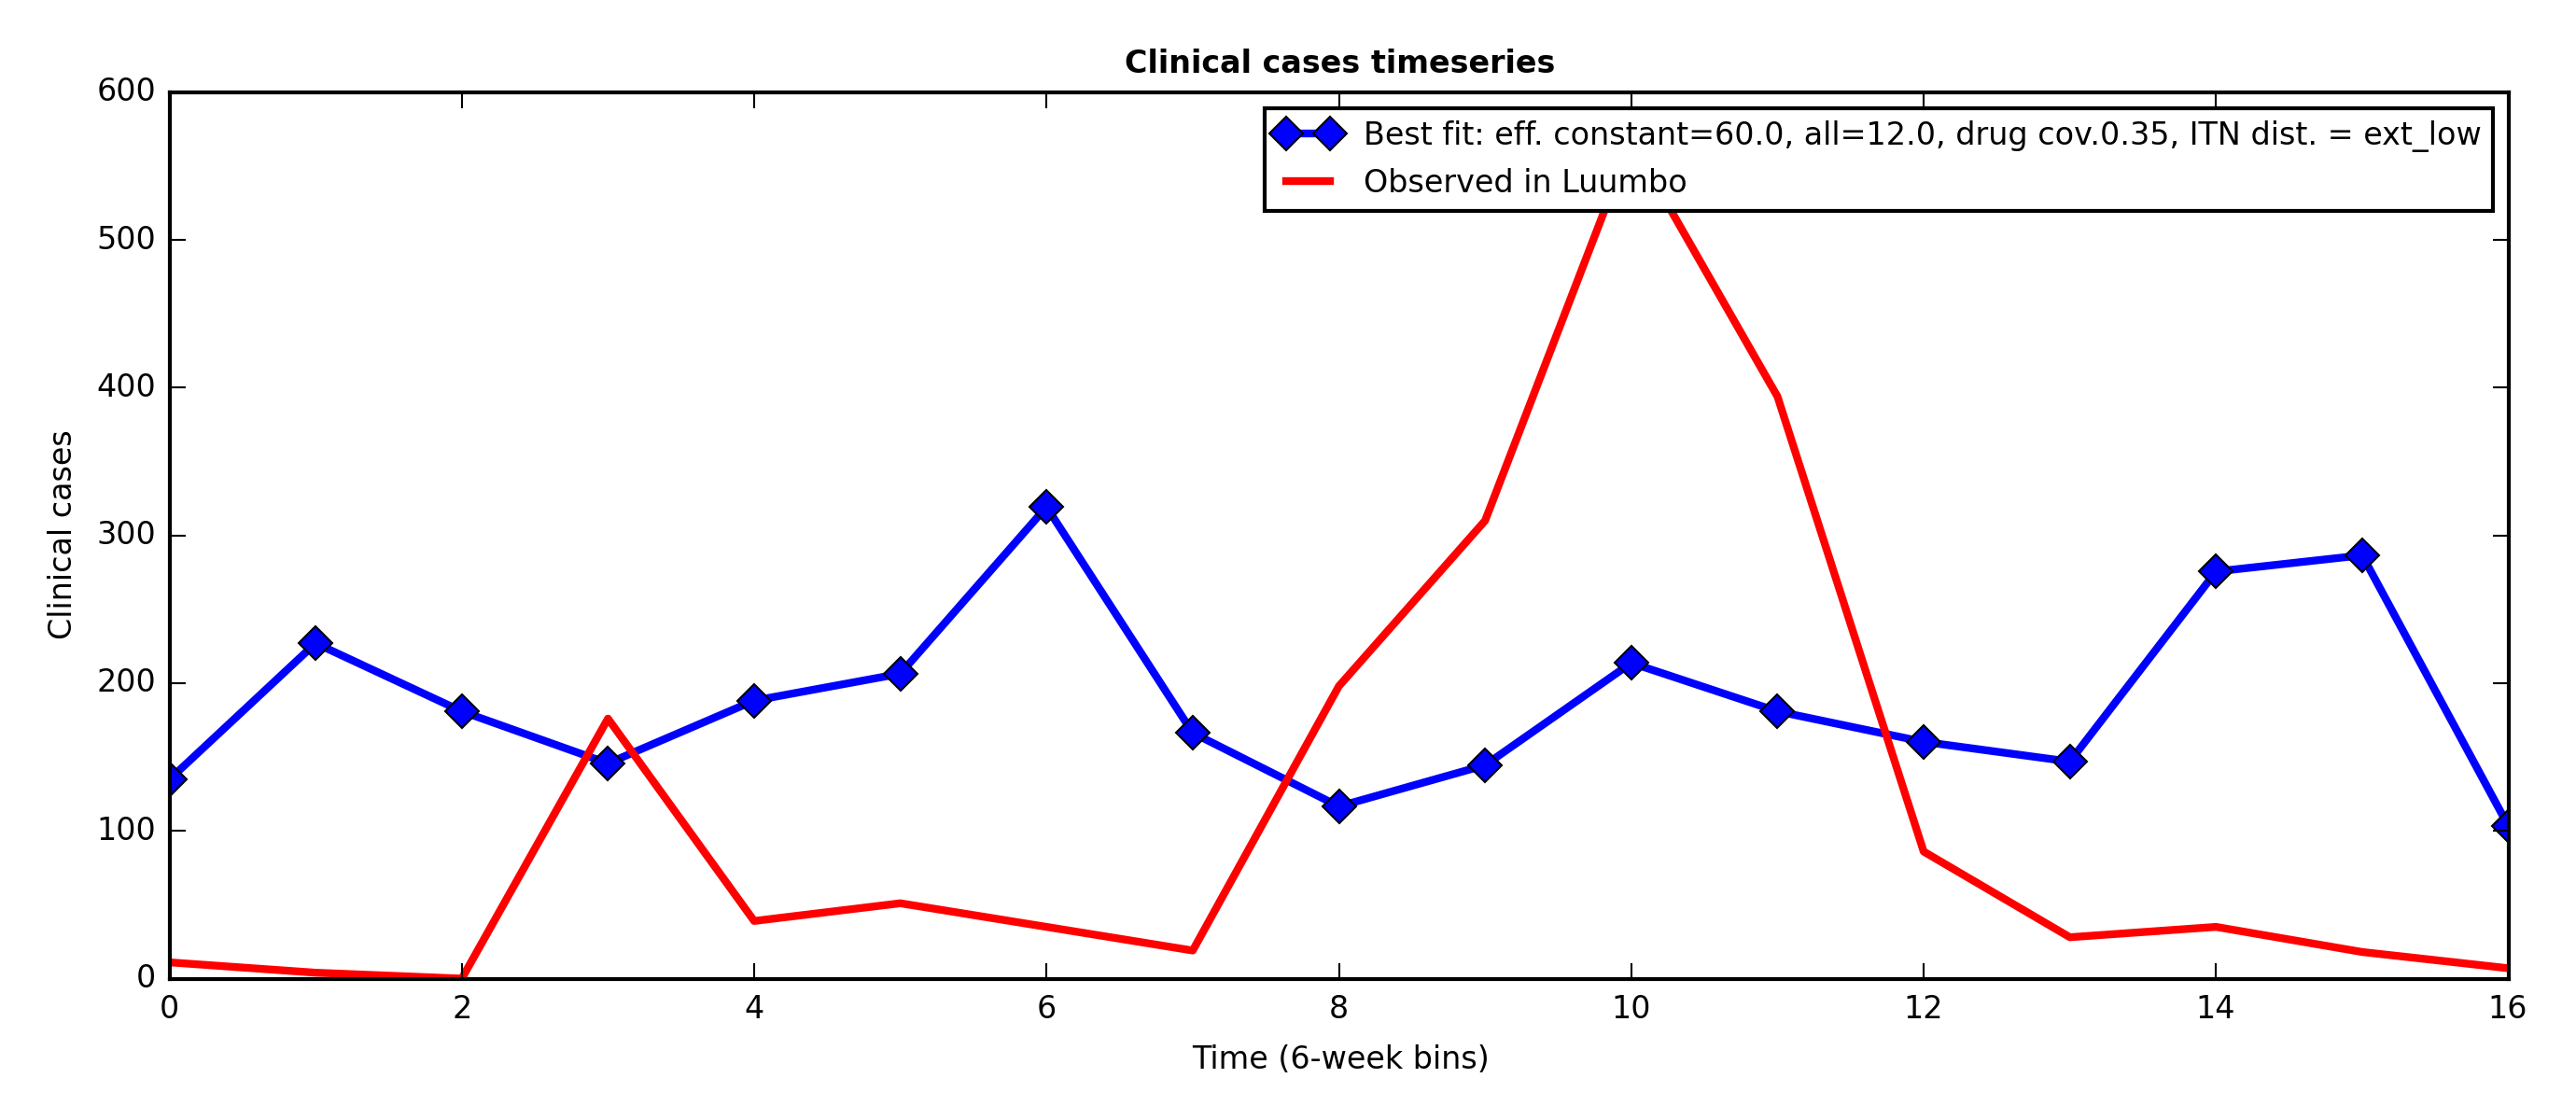 Clinical cases timeseries
600
500
400
300
200
100
0
Clinical cases
Best fit: eff. constant=60.0, all=12.0, drug cov.0.35, ITN dist. = ext_low
Observed in Luumbo
0 2 4 6 8 10 12 14 16
Time (6-week bins)